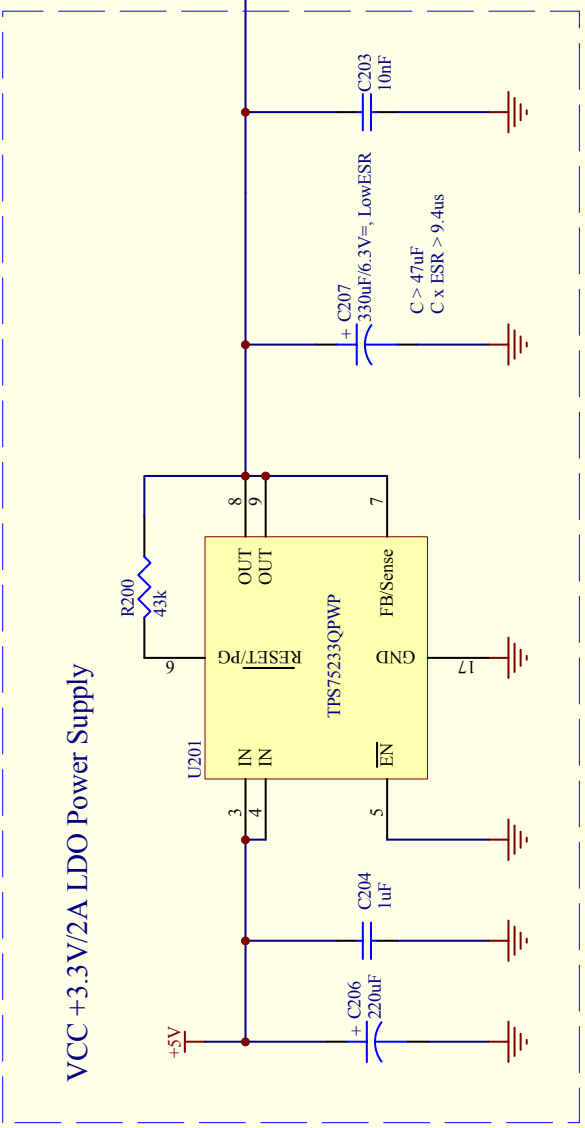 VCC +3.3V/2A LDO Power Supply
+5V
+ C206
220uF
C204
1uF
U201
3
4
5
IN
IN
EN
TPS75233QPWP
RESET/PG
GND
6
17
OUT
OUT
FB/Sense
8
9
7
R200
43k
+ C207
330uF/6.3V=, LowESR
C > 47uF
C x ESR > 9.4us
C203
10nF